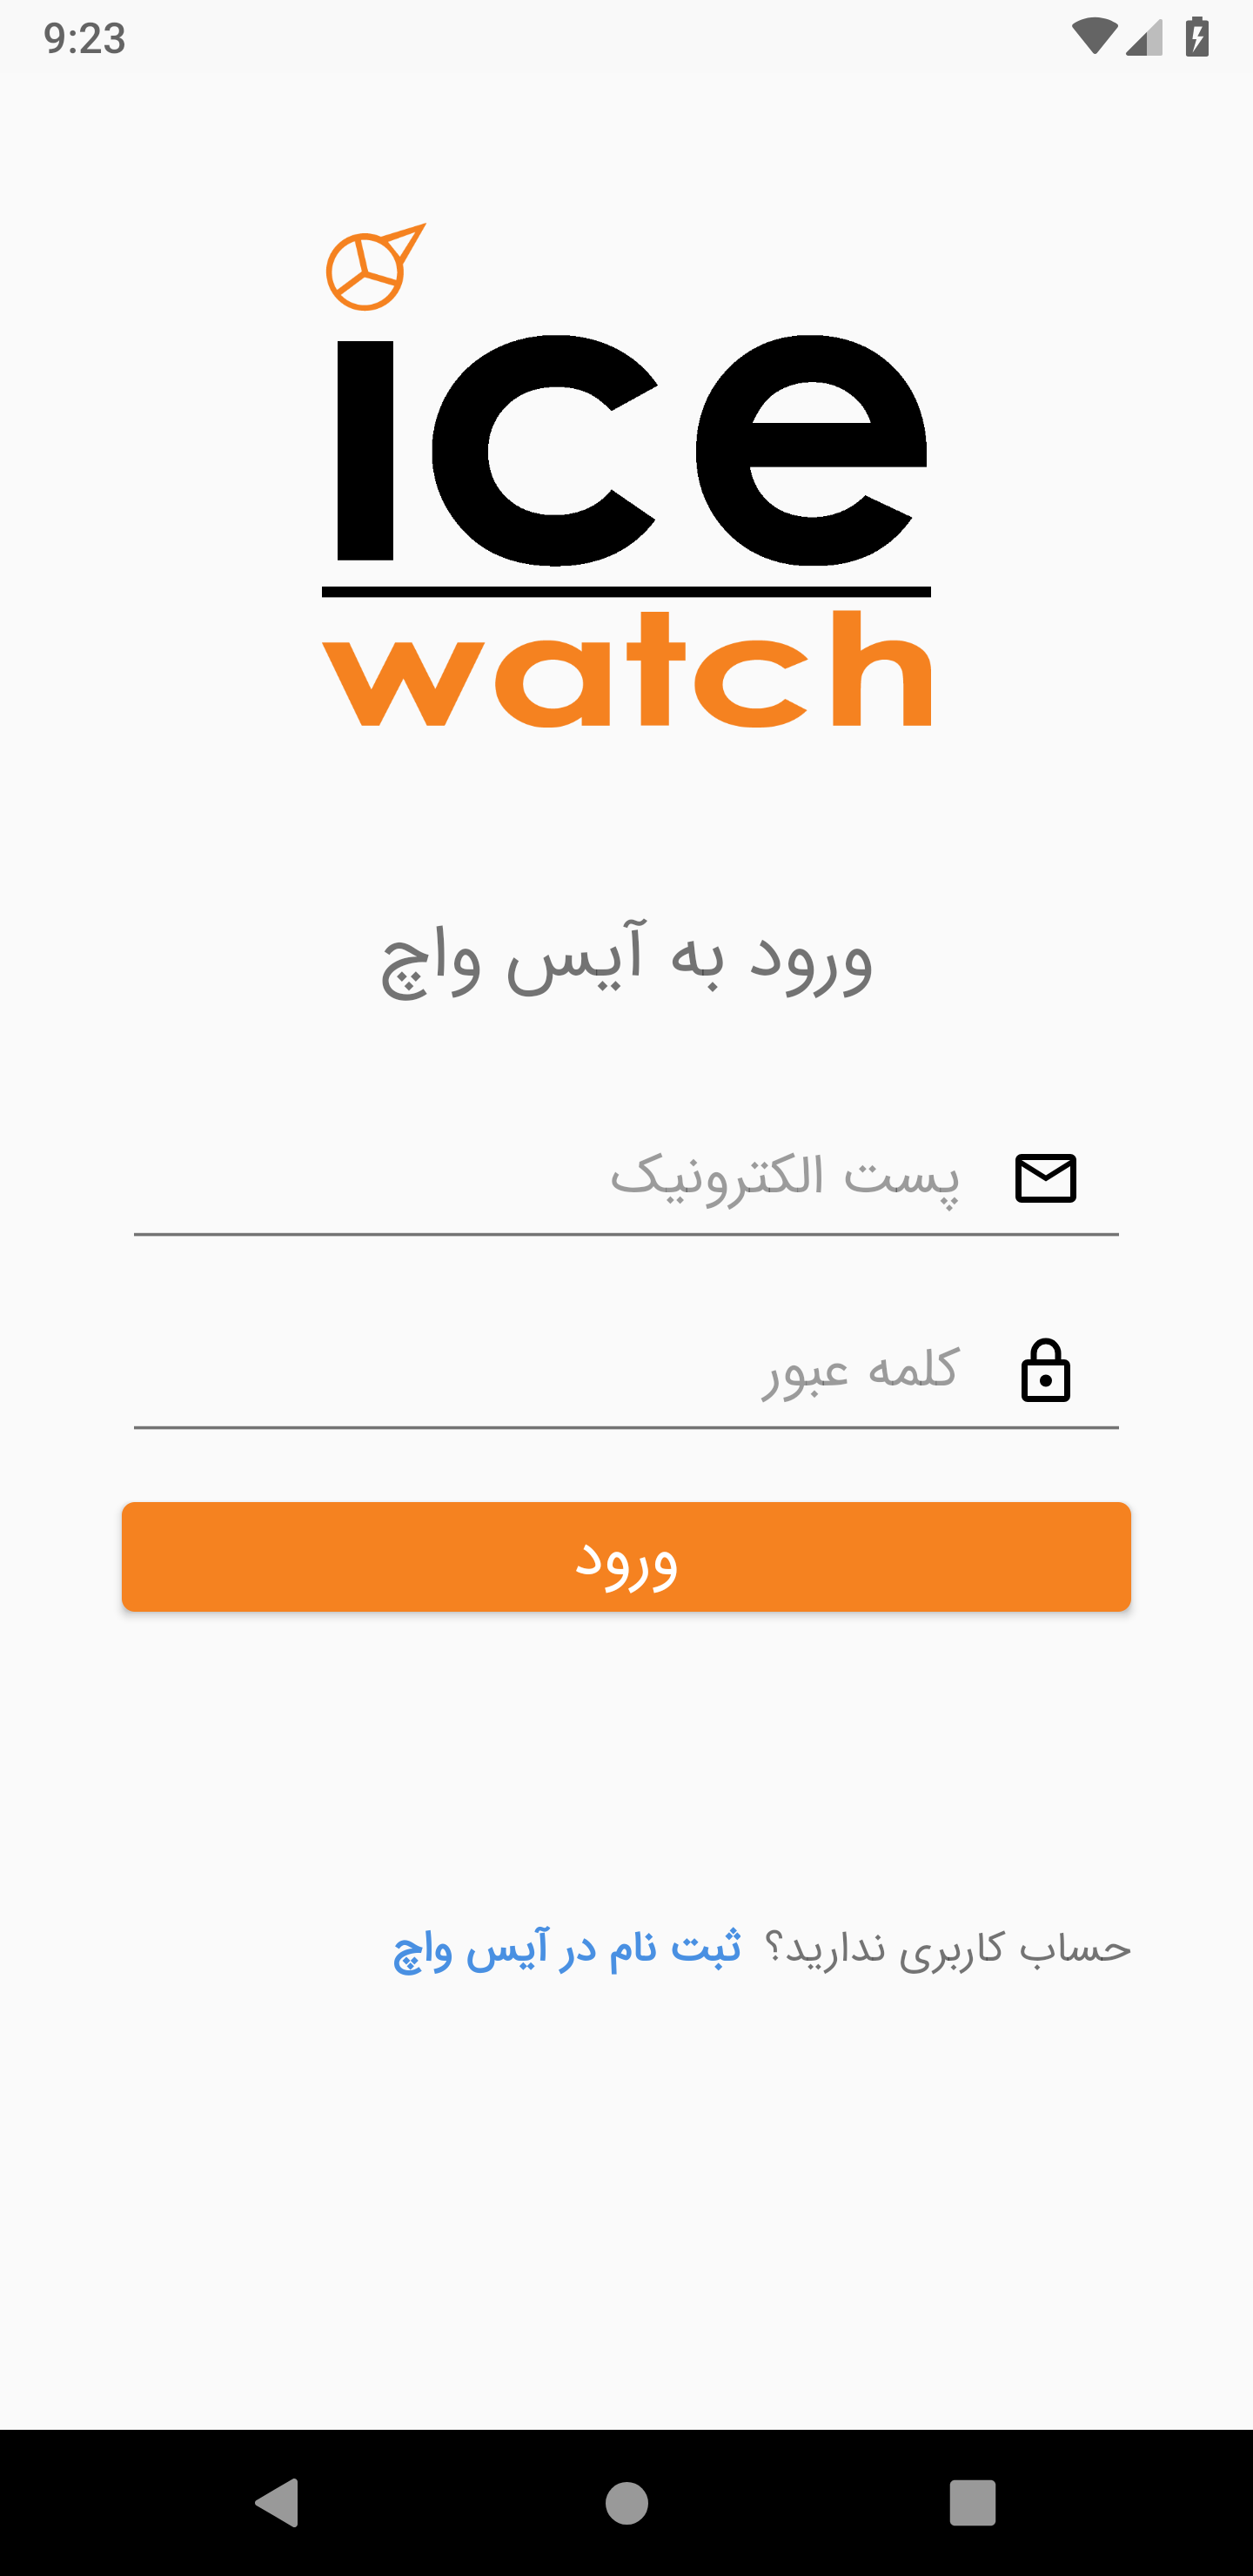 9:23
ice
watch
ورود به آیس واچ
پست الکترونیک
کلمه عبور
ورود
حساب کاربری ندارید؟ ثبت نام در آیس واچ